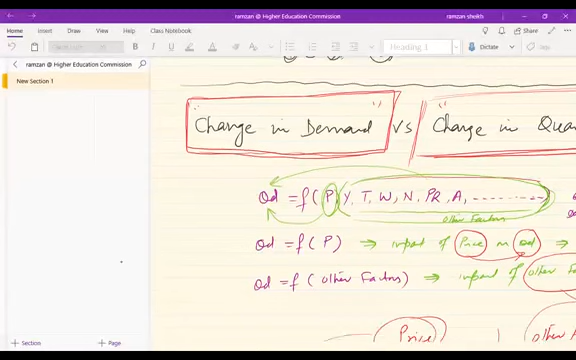 ramzan @ Higher Education Commission
ramzan sheikh
Home Insert Draw View Help Class Notebook
Share
B I U
Heading 1
Dictate
ramzan @ Higher Education Commission
New Section 1
" Change in Demand " vs Change in Quan
Qd = f ( P, Y, T, W, N, PR, A, ..........
other Factors
Qd = f ( P ) ⇒ impact of Price on Qd ⇒
Qd = f ( other Factors ) ⇒ impact of other Fa
Price
other
+ Section + Page